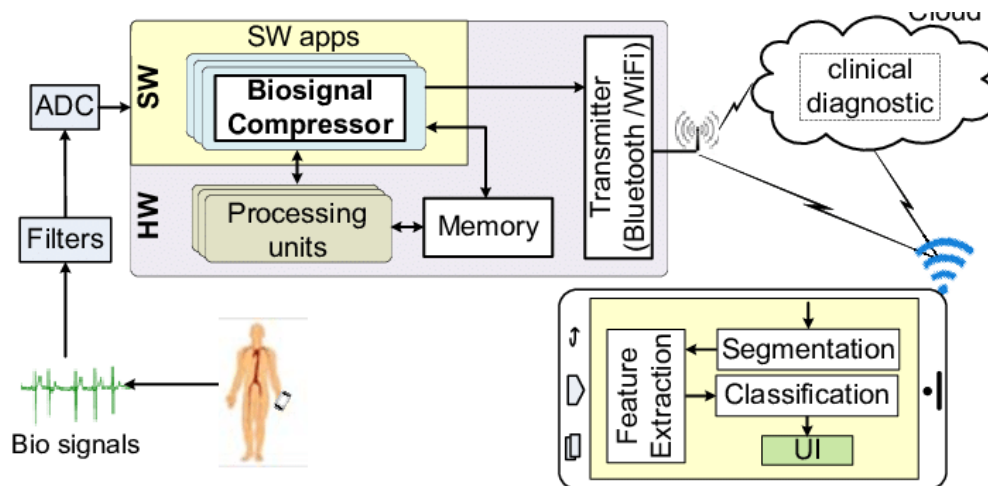 Cloud
SW apps
SW
Biosignal
Compressor
ADC
Transmitter
(Bluetooth /WiFi)
clinical
diagnostic
HW
Processing
units
Memory
Filters
Feature
Extraction
Segmentation
Classification
UI
Bio signals